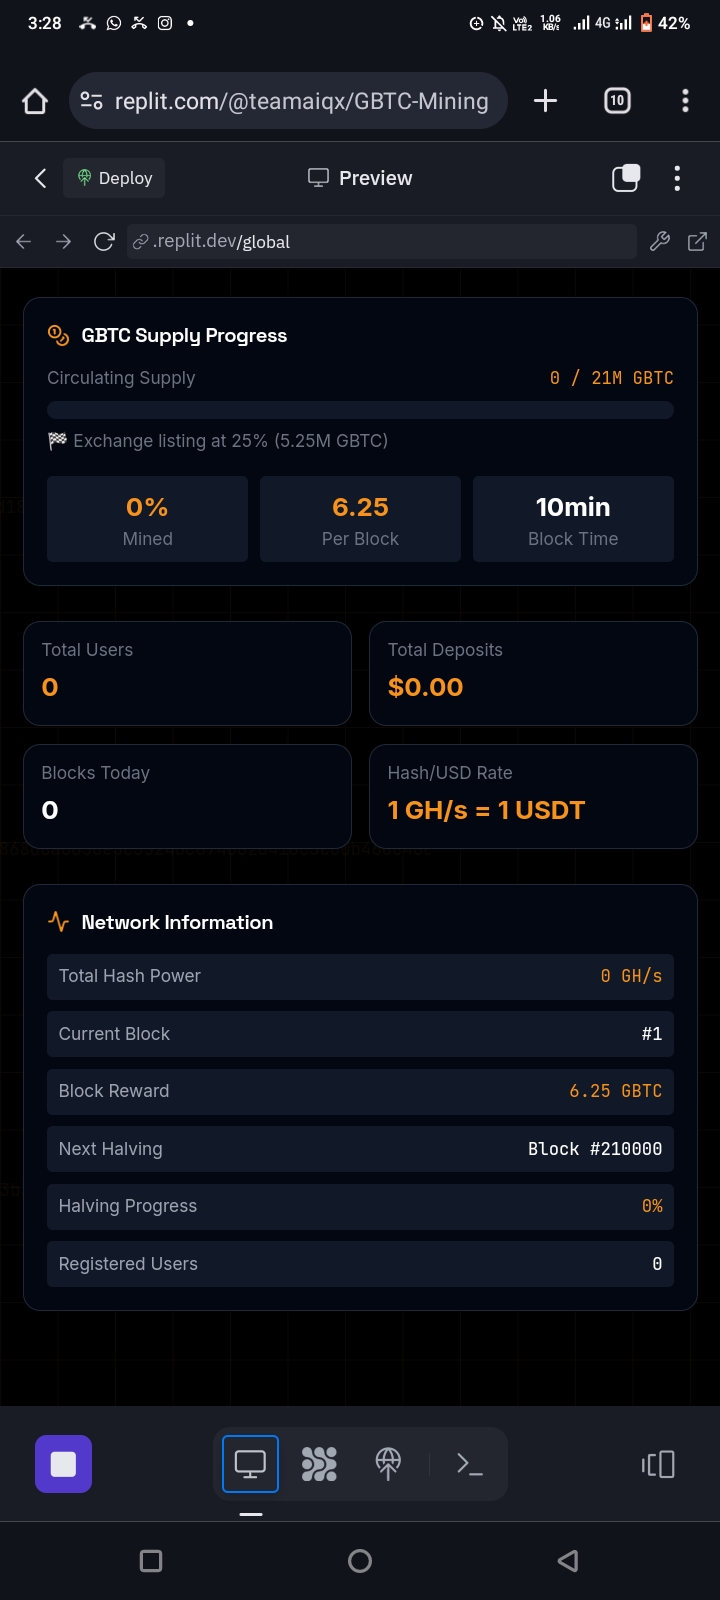 3:28
Vo))
LTE2
1.06
KB/s
4G
42%
replit.com/@teamaiqx/GBTC-Mining
10
Deploy
Preview
.replit.dev/global
GBTC Supply Progress
Circulating Supply
0 / 21M GBTC
🏁 Exchange listing at 25% (5.25M GBTC)
0%
6.25
10min
Mined
Per Block
Block Time
Total Users
Total Deposits
0
$0.00
Blocks Today
Hash/USD Rate
0
1 GH/s = 1 USDT
Network Information
Total Hash Power
0 GH/s
Current Block
#1
Block Reward
6.25 GBTC
Next Halving
Block #210000
Halving Progress
0%
Registered Users
0